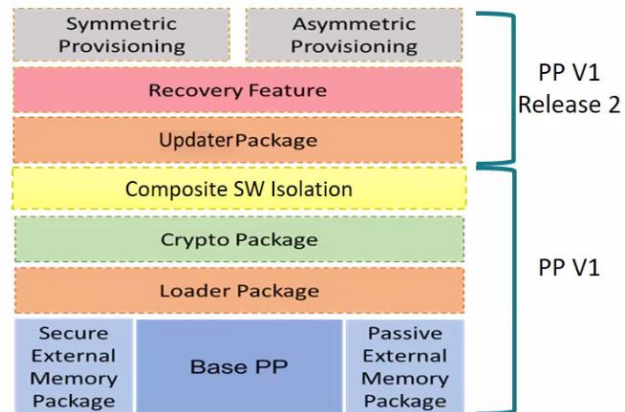 Symmetric
Provisioning
Asymmetric
Provisioning
Recovery Feature
UpdaterPackage
PP V1
Release 2
Composite SW Isolation
Crypto Package
Loader Package
PP V1
Secure
External
Memory
Package
Base PP
Passive
External
Memory
Package